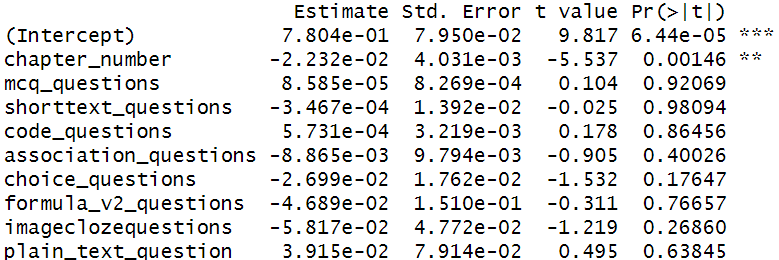 Estimate Std. Error t value Pr(>|t|)
(Intercept) 7.804e-01 7.950e-02 9.817 6.44e-05 ***
chapter_number -2.232e-02 4.031e-03 -5.537 0.00146 **
mcq_questions 8.585e-05 8.269e-04 0.104 0.92069
shorttext_questions -3.467e-04 1.392e-02 -0.025 0.98094
code_questions 5.731e-04 3.219e-03 0.178 0.86456
association_questions -8.865e-03 9.794e-03 -0.905 0.40026
choice_questions -2.699e-02 1.762e-02 -1.532 0.17647
formula_v2_questions -4.689e-02 1.510e-01 -0.311 0.76657
imageclozequestions -5.817e-02 4.772e-02 -1.219 0.26860
plain_text_question 3.915e-02 7.914e-02 0.495 0.63845